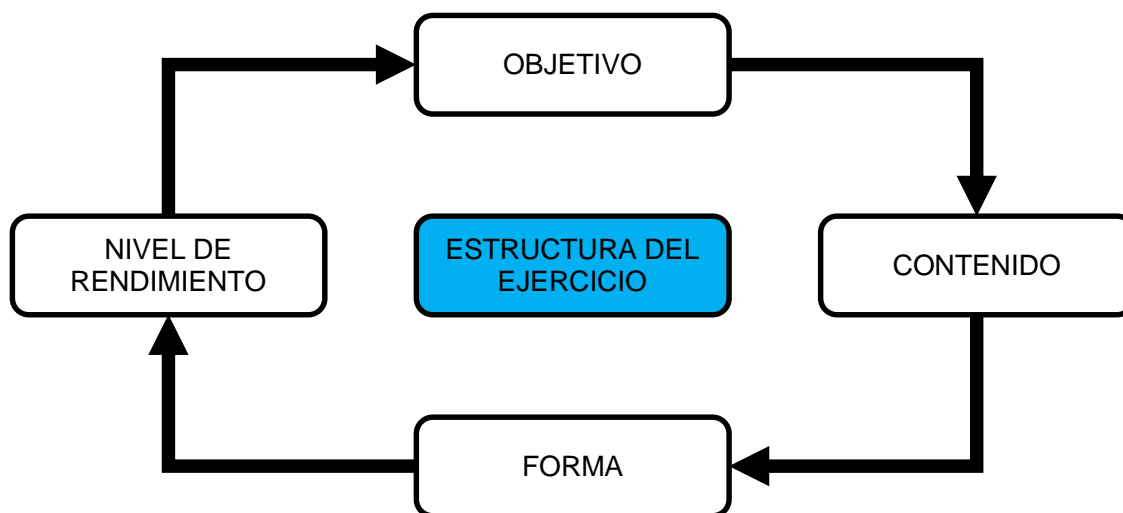 OBJETIVO
NIVEL DE
RENDIMIENTO
ESTRUCTURA DEL
EJERCICIO
CONTENIDO
FORMA